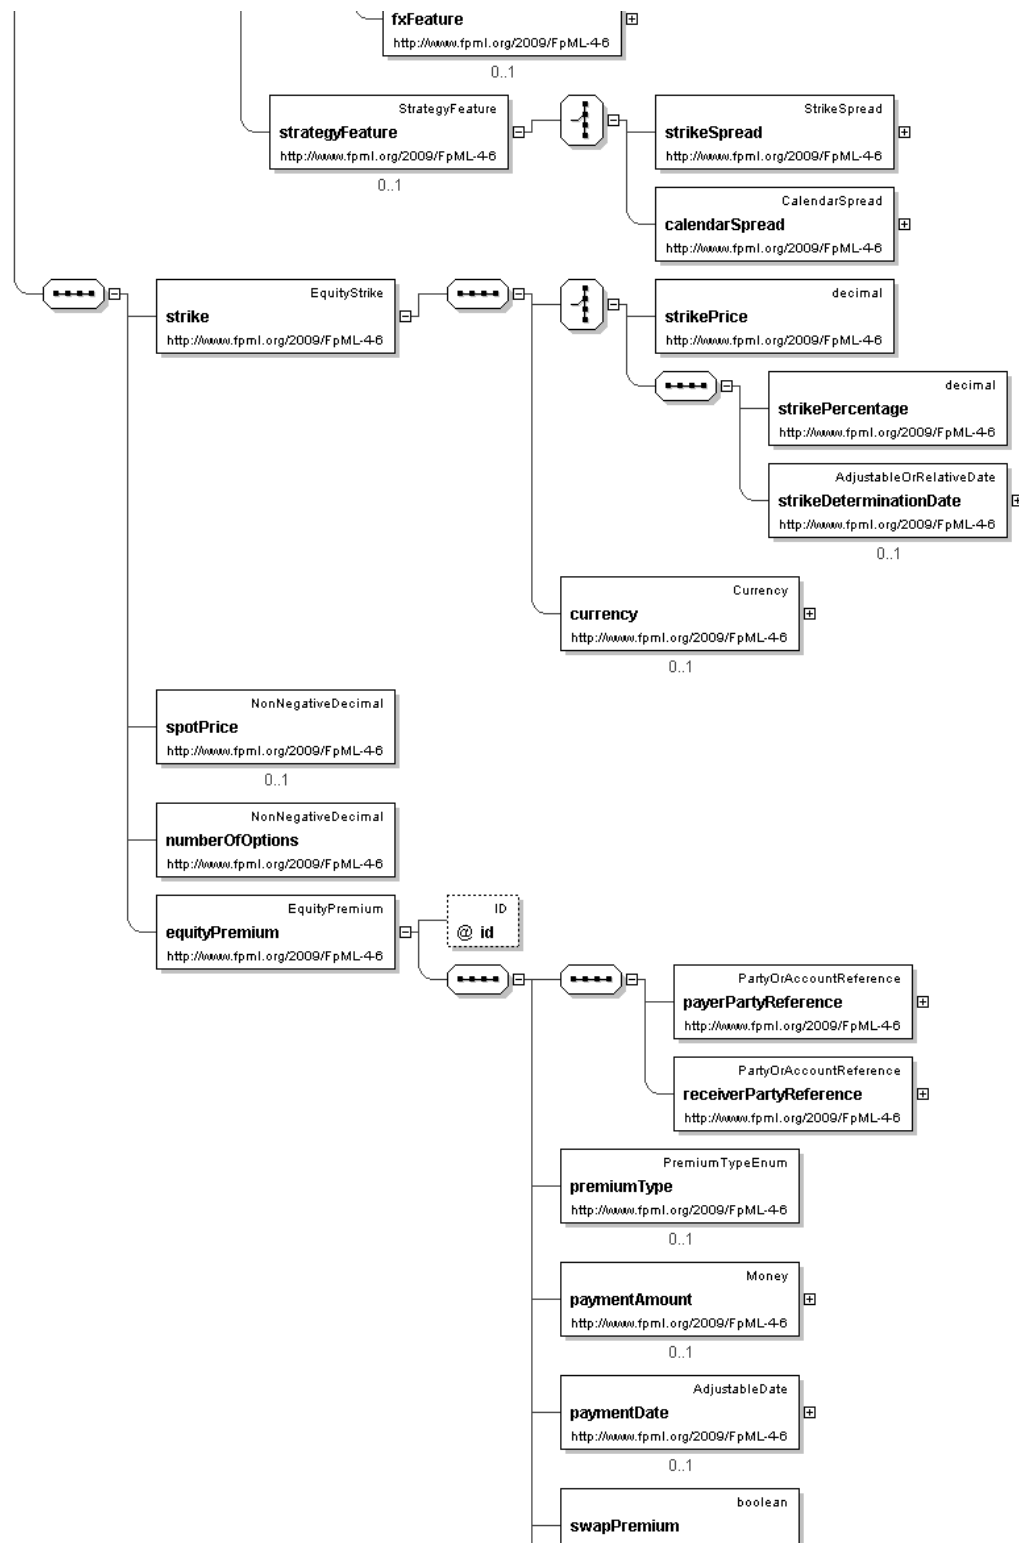 fxFeature
http://www.fpml.org/2009/FpML-4-6
0..1
StrategyFeature
strategyFeature
http://www.fpml.org/2009/FpML-4-6
0..1
StrikeSpread
strikeSpread
http://www.fpml.org/2009/FpML-4-6
CalendarSpread
calendarSpread
http://www.fpml.org/2009/FpML-4-6
EquityStrike
strike
http://www.fpml.org/2009/FpML-4-6
decimal
strikePrice
http://www.fpml.org/2009/FpML-4-6
decimal
strikePercentage
http://www.fpml.org/2009/FpML-4-6
AdjustableOrRelativeDate
strikeDeterminationDate
http://www.fpml.org/2009/FpML-4-6
0..1
Currency
currency
http://www.fpml.org/2009/FpML-4-6
0..1
NonNegativeDecimal
spotPrice
http://www.fpml.org/2009/FpML-4-6
0..1
NonNegativeDecimal
numberOfOptions
http://www.fpml.org/2009/FpML-4-6
EquityPremium
equityPremium
http://www.fpml.org/2009/FpML-4-6
ID
@ id
PartyOrAccountReference
payerPartyReference
http://www.fpml.org/2009/FpML-4-6
PartyOrAccountReference
receiverPartyReference
http://www.fpml.org/2009/FpML-4-6
PremiumTypeEnum
premiumType
http://www.fpml.org/2009/FpML-4-6
0..1
Money
paymentAmount
http://www.fpml.org/2009/FpML-4-6
0..1
AdjustableDate
paymentDate
http://www.fpml.org/2009/FpML-4-6
0..1
boolean
swapPremium